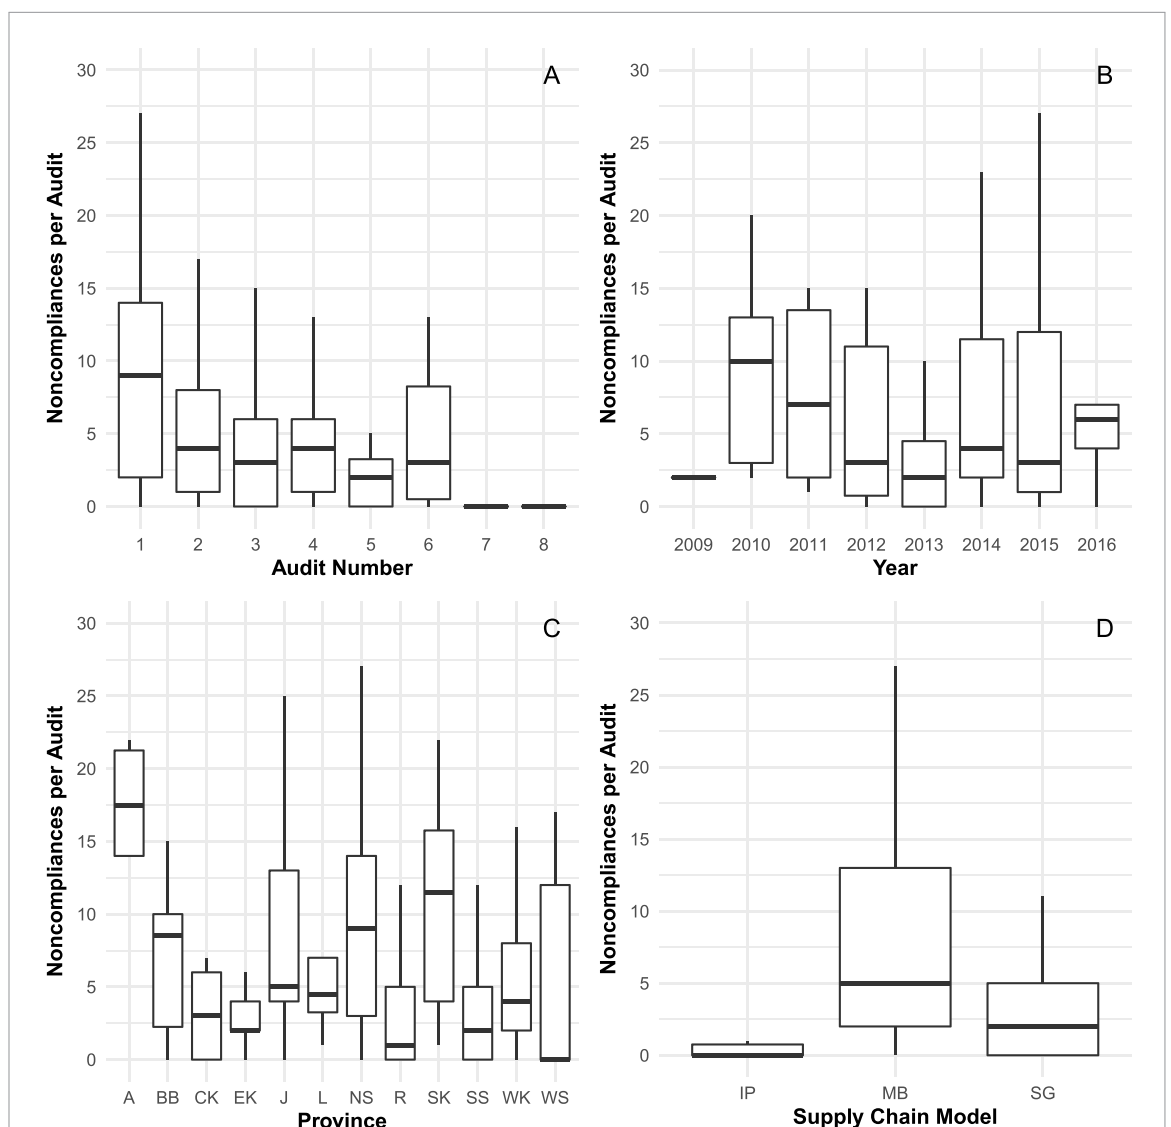 A
Noncompliances per Audit
30
25
20
15
10
5
0
1 2 3 4 5 6 7 8
Audit Number
B
Noncompliances per Audit
30
25
20
15
10
5
0
2009 2010 2011 2012 2013 2014 2015 2016
Year
C
Noncompliances per Audit
30
25
20
15
10
5
0
A BB CK EK J L NS R SK SS WK WS
Province
D
Noncompliances per Audit
30
25
20
15
10
5
0
IP MB SG
Supply Chain Model